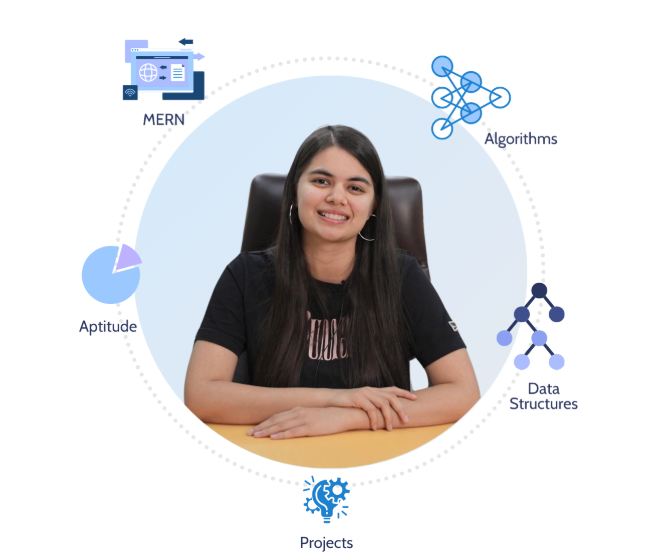 MERN
Algorithms
Aptitude
Data
Structures
Projects